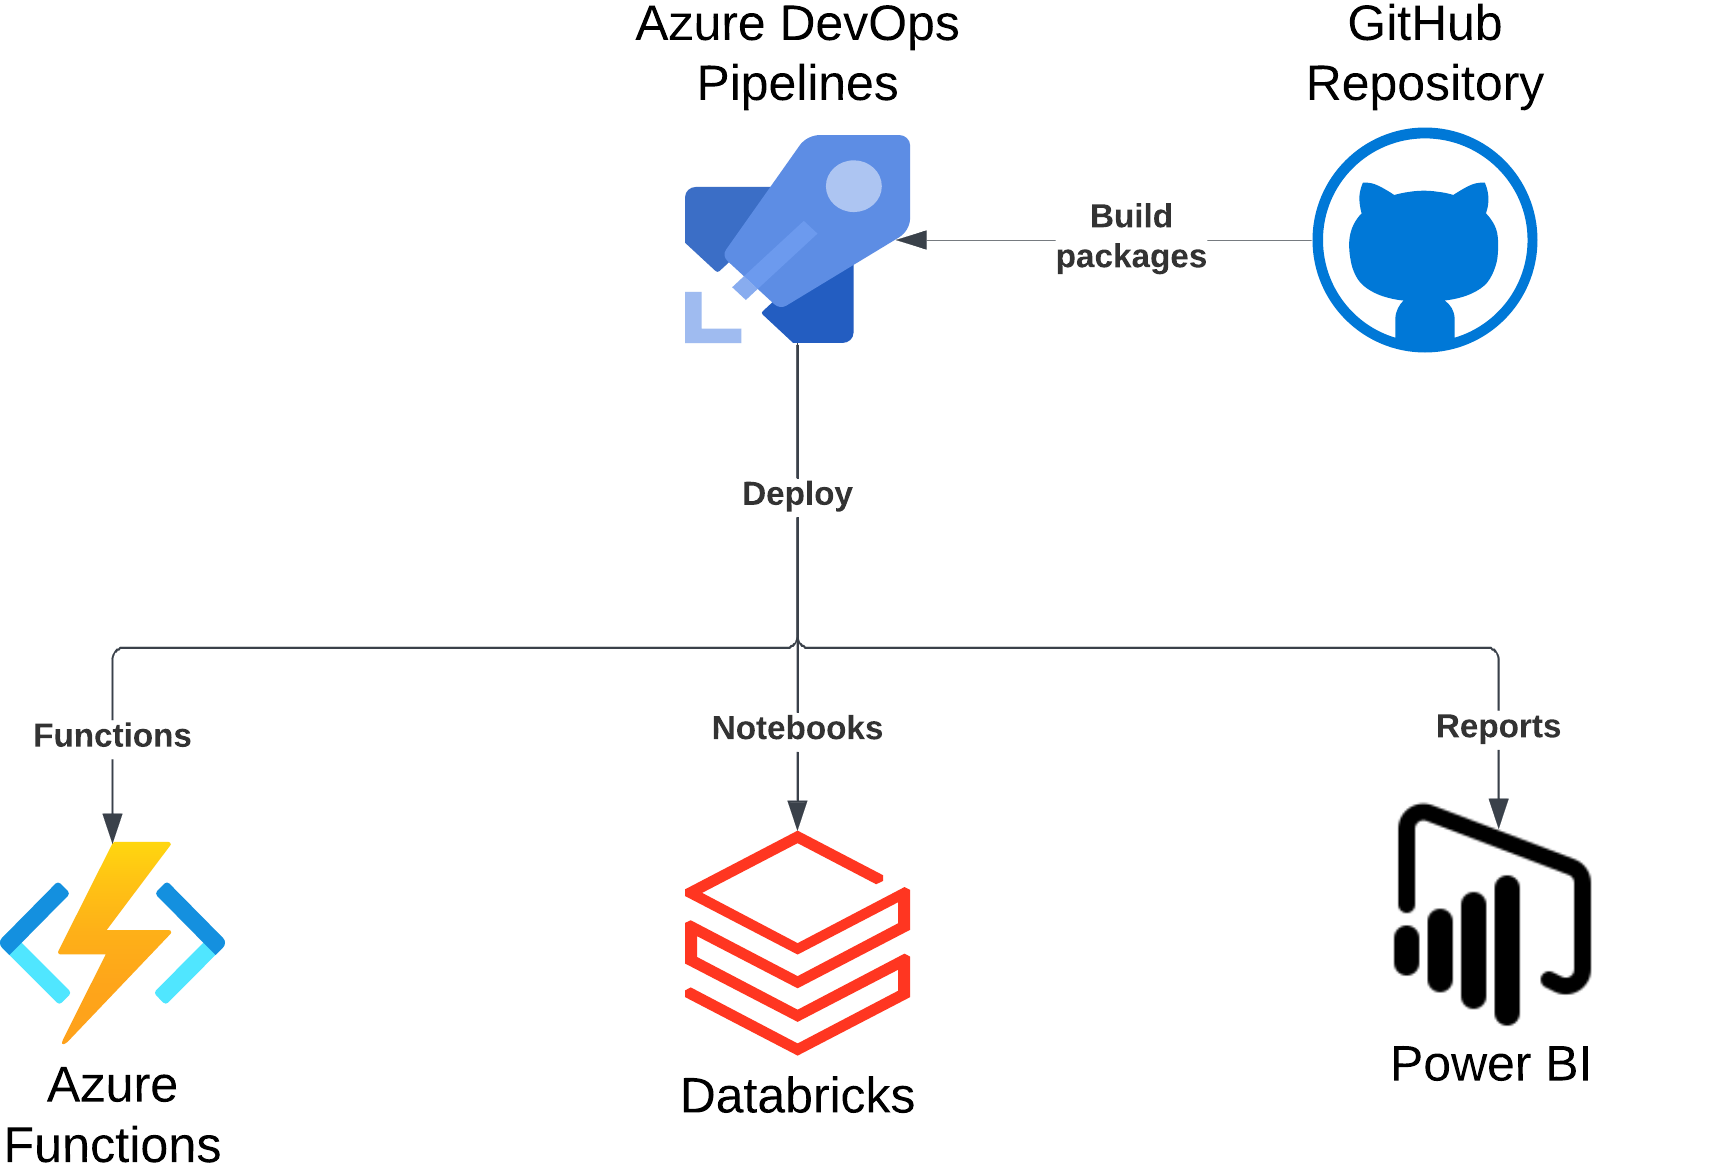 Azure DevOps
Pipelines
GitHub
Repository
Build
packages
Deploy
Functions
Notebooks
Reports
Azure
Functions
Databricks
Power BI